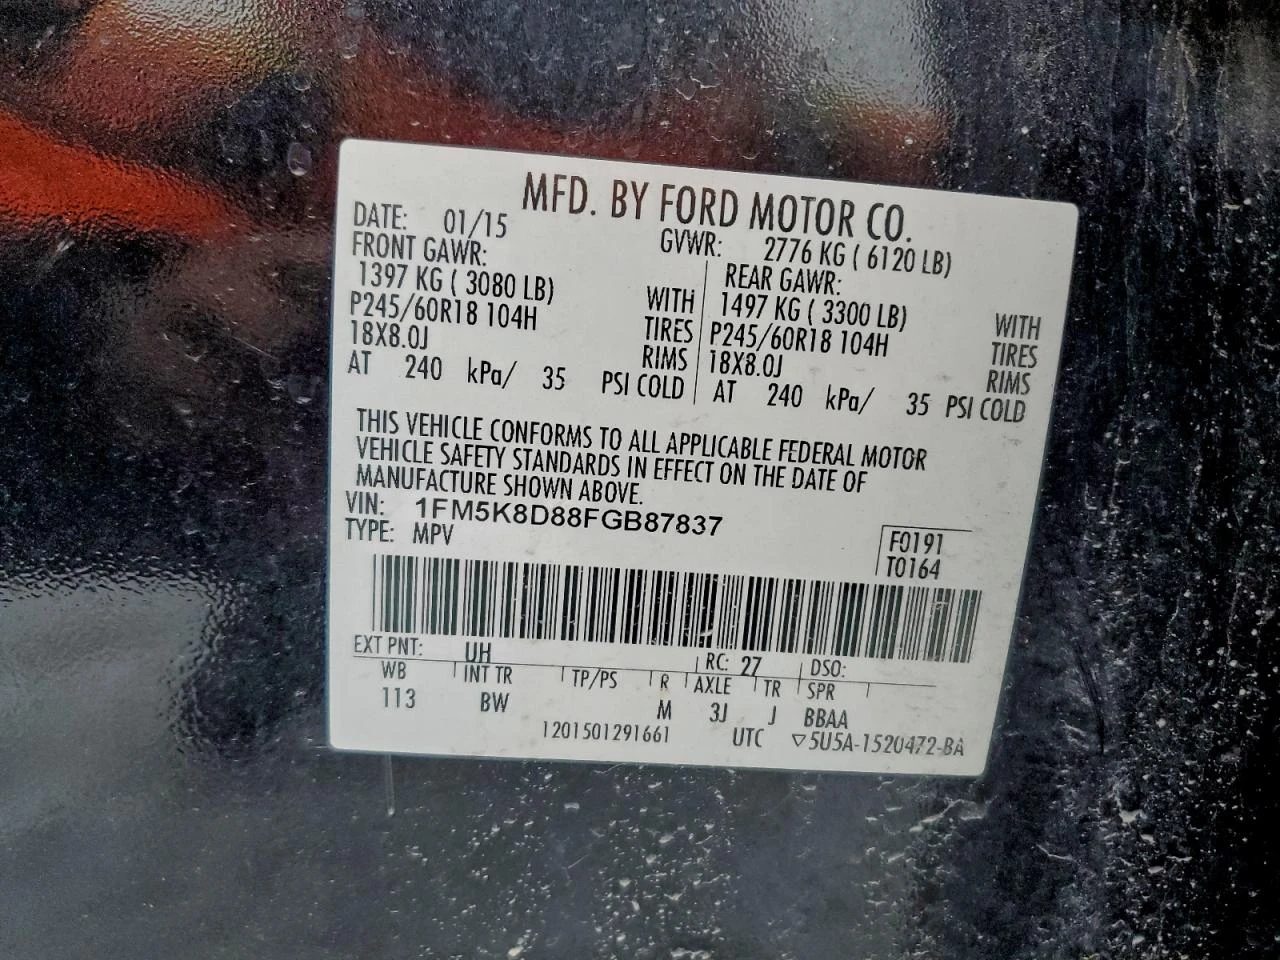 MFD. BY FORD MOTOR CO.
DATE: 01/15 GVWR: 2776 KG ( 6120 LB)
FRONT GAWR: REAR GAWR:
1397 KG ( 3080 LB) WITH 1497 KG ( 3300 LB) WITH
P245/60R18 104H TIRES P245/60R18 104H TIRES
18X8.0J RIMS 18X8.0J RIMS
AT 240 kPa/ 35 PSI COLD AT 240 kPa/ 35 PSI COLD
THIS VEHICLE CONFORMS TO ALL APPLICABLE FEDERAL MOTOR
VEHICLE SAFETY STANDARDS IN EFFECT ON THE DATE OF
MANUFACTURE SHOWN ABOVE.
VIN: 1FM5K8D88FGB87837
TYPE: MPV
F0191
T0164
EXT PNT: UH RC: 27 DSO:
WB INT TR TP/PS R AXLE TR SPR
113 BW M 3J J BBAA
1201501291661 UTC ▽5U5A-1520472-BA